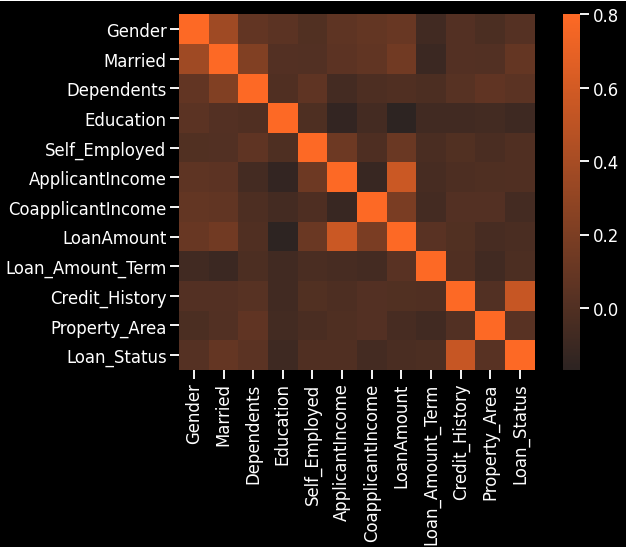 Gender
Married
Dependents
Education
Self_Employed
ApplicantIncome
CoapplicantIncome
LoanAmount
Loan_Amount_Term
Credit_History
Property_Area
Loan_Status
Gender
Married
Dependents
Education
Self_Employed
ApplicantIncome
CoapplicantIncome
LoanAmount
Loan_Amount_Term
Credit_History
Property_Area
Loan_Status
0.8
0.6
0.4
0.2
0.0